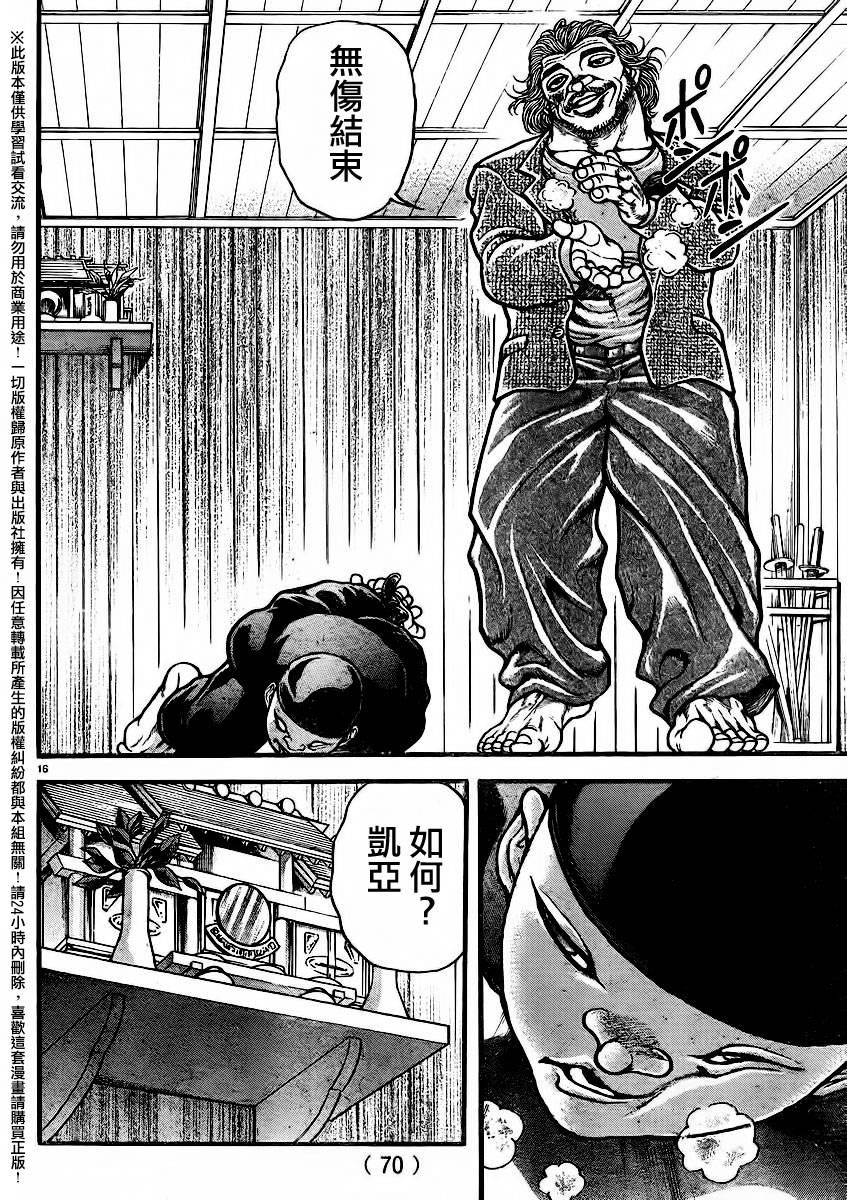 ※此版本僅供學習試看交流，請勿用於商業用途！一切版權歸原作者與出版社擁有！因任意轉載所產生的版權糾紛都與本組無關！請24小時內刪除，喜歡這套漫畫請購買正版！
無傷結束
ポンポン
16
如何？
凱亞
（70）